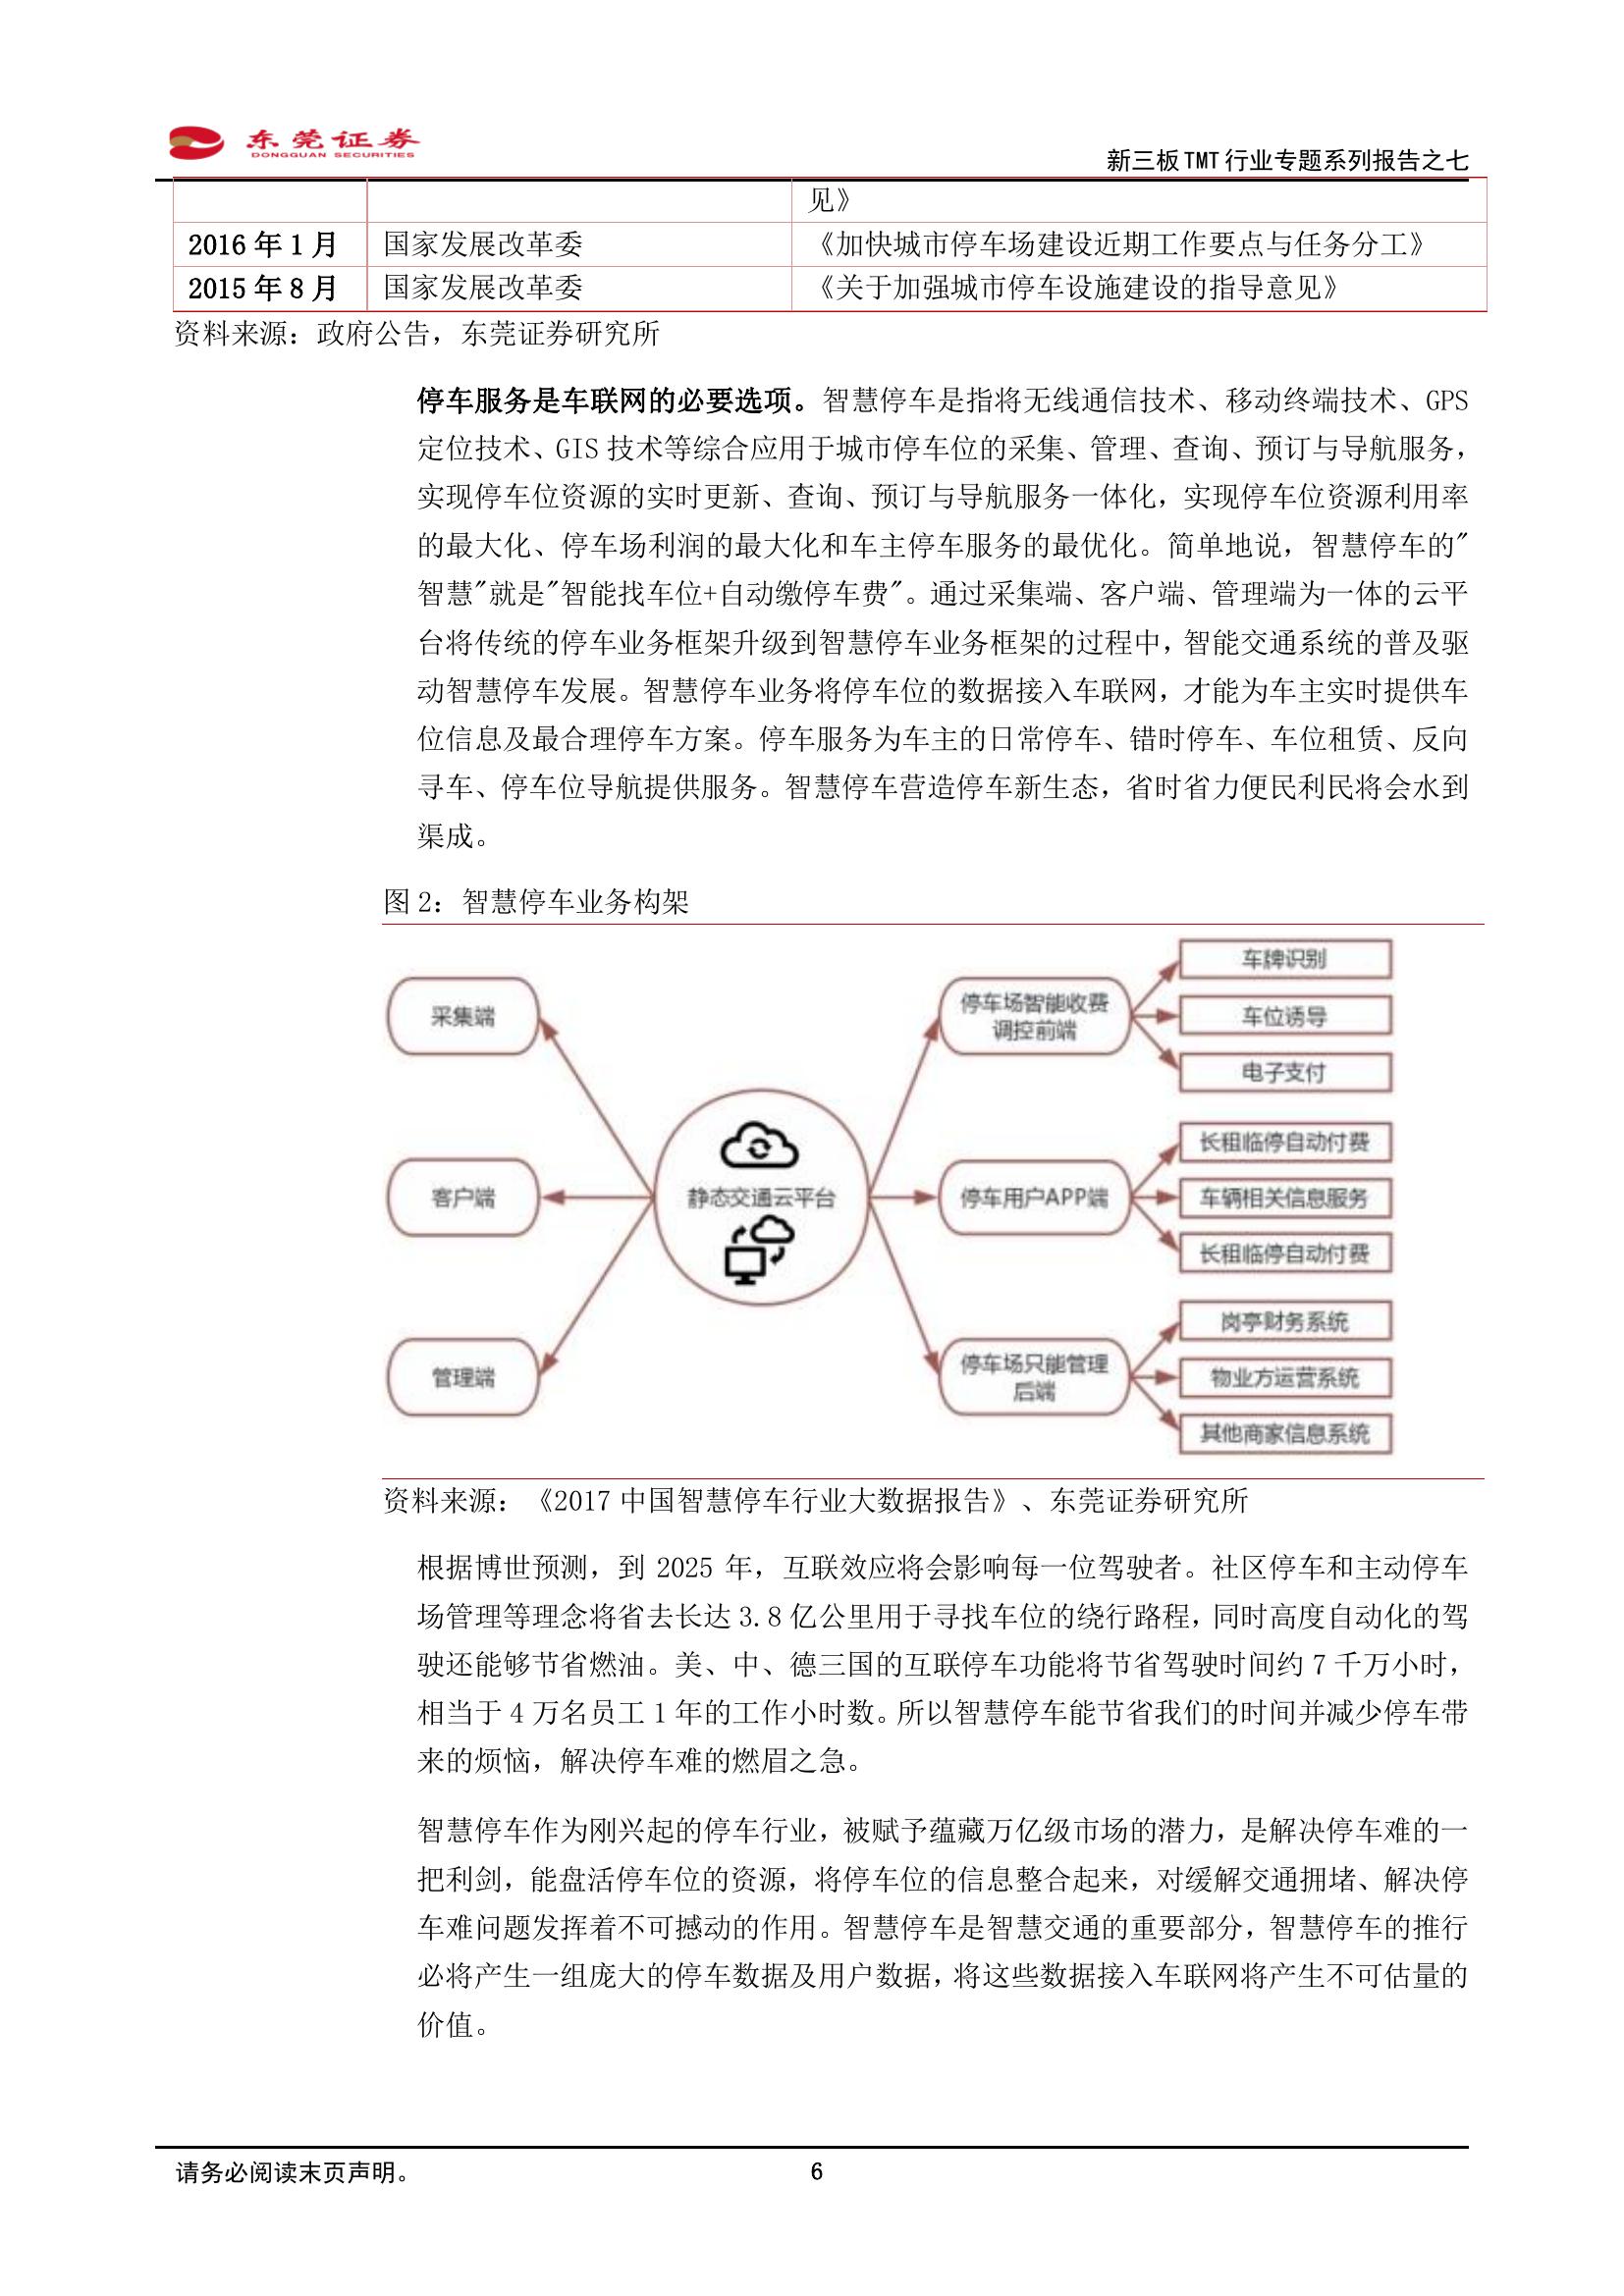 东莞证券
DONGGUAN SECURITIES
新三板 TMT 行业专题系列报告之七
见》
2016 年 1 月 国家发展改革委 《加快城市停车场建设近期工作要点与任务分工》
2015 年 8 月 国家发展改革委 《关于加强城市停车设施建设的指导意见》
资料来源：政府公告，东莞证券研究所
停车服务是车联网的必要选项。智慧停车是指将无线通信技术、移动终端技术、GPS
定位技术、GIS 技术等综合应用于城市停车位的采集、管理、查询、预订与导航服务，
实现停车位资源的实时更新、查询、预订与导航服务一体化，实现停车位资源利用率
的最大化、停车场利润的最大化和车主停车服务的最优化。简单地说，智慧停车的"
智慧"就是"智能找车位+自动缴停车费"。通过采集端、客户端、管理端为一体的云平
台将传统的停车业务框架升级到智慧停车业务框架的过程中，智能交通系统的普及驱
动智慧停车发展。智慧停车业务将停车位的数据接入车联网，才能为车主实时提供车
位信息及最合理停车方案。停车服务为车主的日常停车、错时停车、车位租赁、反向
寻车、停车位导航提供服务。智慧停车营造停车新生态，省时省力便民利民将会水到
渠成。
图 2：智慧停车业务构架
采集端
客户端
管理端
静态交通云平台
停车场智能收费
调控前端
车牌识别
车位诱导
电子支付
停车用户APP端
长租临停自动付费
车辆相关信息服务
长租临停自动付费
停车场只能管理
后端
岗亭财务系统
物业方运营系统
其他商家信息系统
资料来源：《2017 中国智慧停车行业大数据报告》、东莞证券研究所
根据博世预测，到 2025 年，互联效应将会影响每一位驾驶者。社区停车和主动停车
场管理等理念将省去长达 3.8 亿公里用于寻找车位的绕行路程，同时高度自动化的驾
驶还能够节省燃油。美、中、德三国的互联停车功能将节省驾驶时间约 7 千万小时，
相当于 4 万名员工 1 年的工作小时数。所以智慧停车能节省我们的时间并减少停车带
来的烦恼，解决停车难的燃眉之急。
智慧停车作为刚兴起的停车行业，被赋予蕴藏万亿级市场的潜力，是解决停车难的一
把利剑，能盘活停车位的资源，将停车位的信息整合起来，对缓解交通拥堵、解决停
车难问题发挥着不可撼动的作用。智慧停车是智慧交通的重要部分，智慧停车的推行
必将产生一组庞大的停车数据及用户数据，将这些数据接入车联网将产生不可估量的
价值。
请务必阅读末页声明。
6